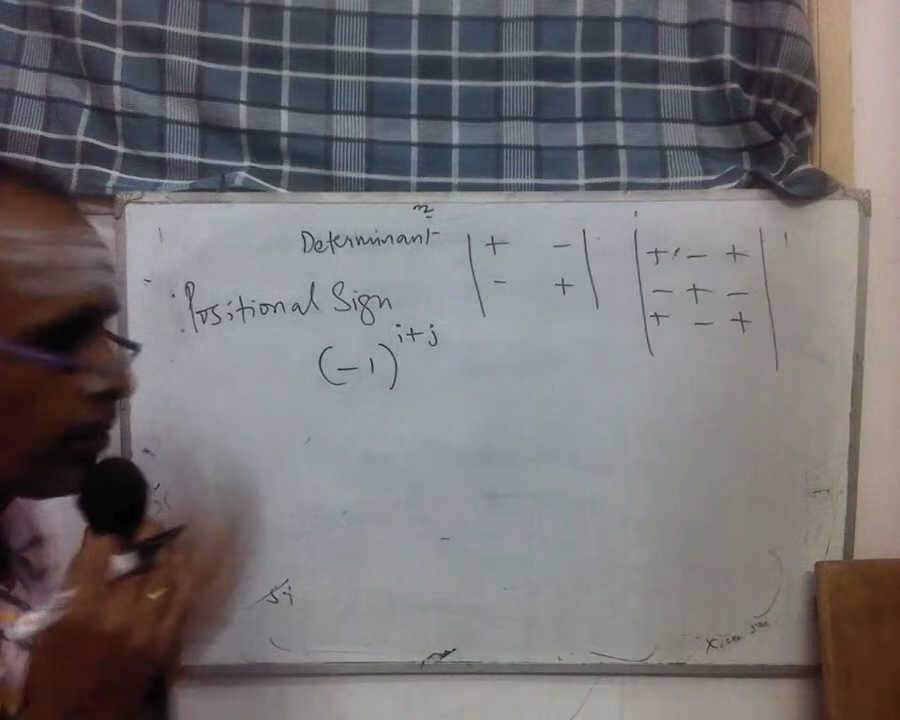 Determinant
| + - |
| - + |
| + - + |
| - + - |
| + - + |
Positional Sign
(-1)^{i+j}